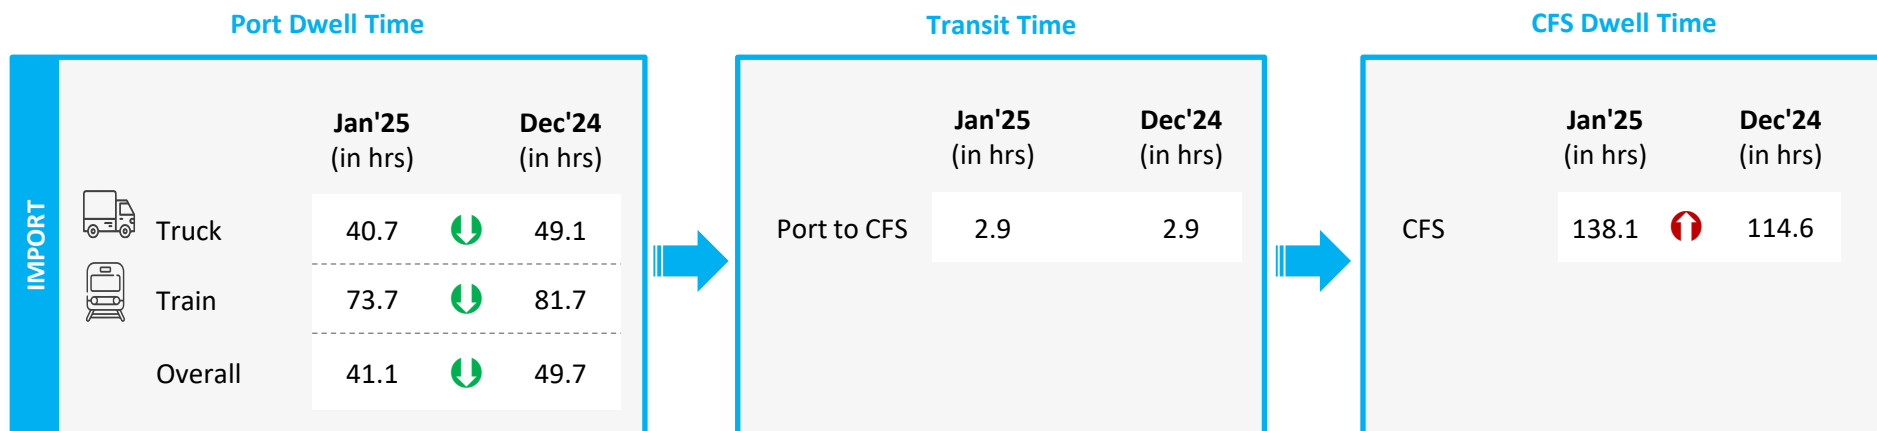 Port Dwell Time
Transit Time
CFS Dwell Time
IMPORT
Jan'25 Dec'24
(in hrs) (in hrs)
Truck 40.7 49.1
Train 73.7 81.7
Overall 41.1 49.7
Jan'25 Dec'24
(in hrs) (in hrs)
Port to CFS 2.9 2.9
Jan'25 Dec'24
(in hrs) (in hrs)
CFS 138.1 114.6